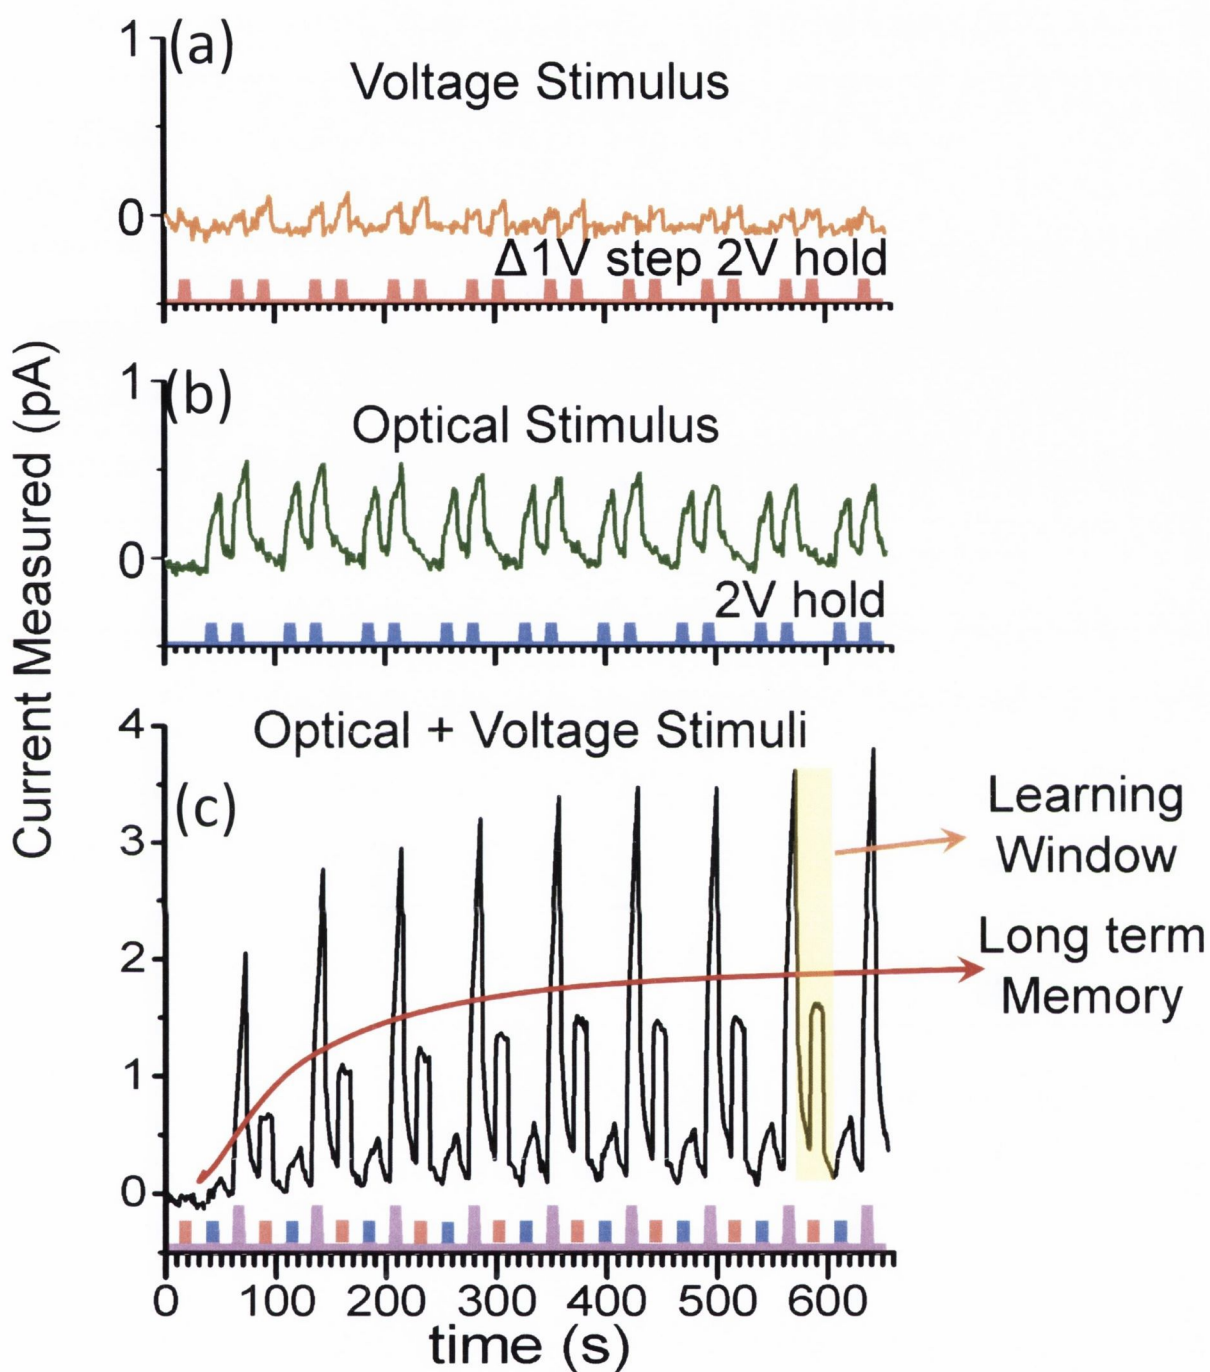 Current Measured (pA)
1
(a)
Voltage Stimulus
0
Δ1V step 2V hold
1
(b)
Optical Stimulus
0
2V hold
4
Optical + Voltage Stimuli
(c)
3
2
1
0
Learning
Window
Long term
Memory
0 100 200 300 400 500 600
time (s)